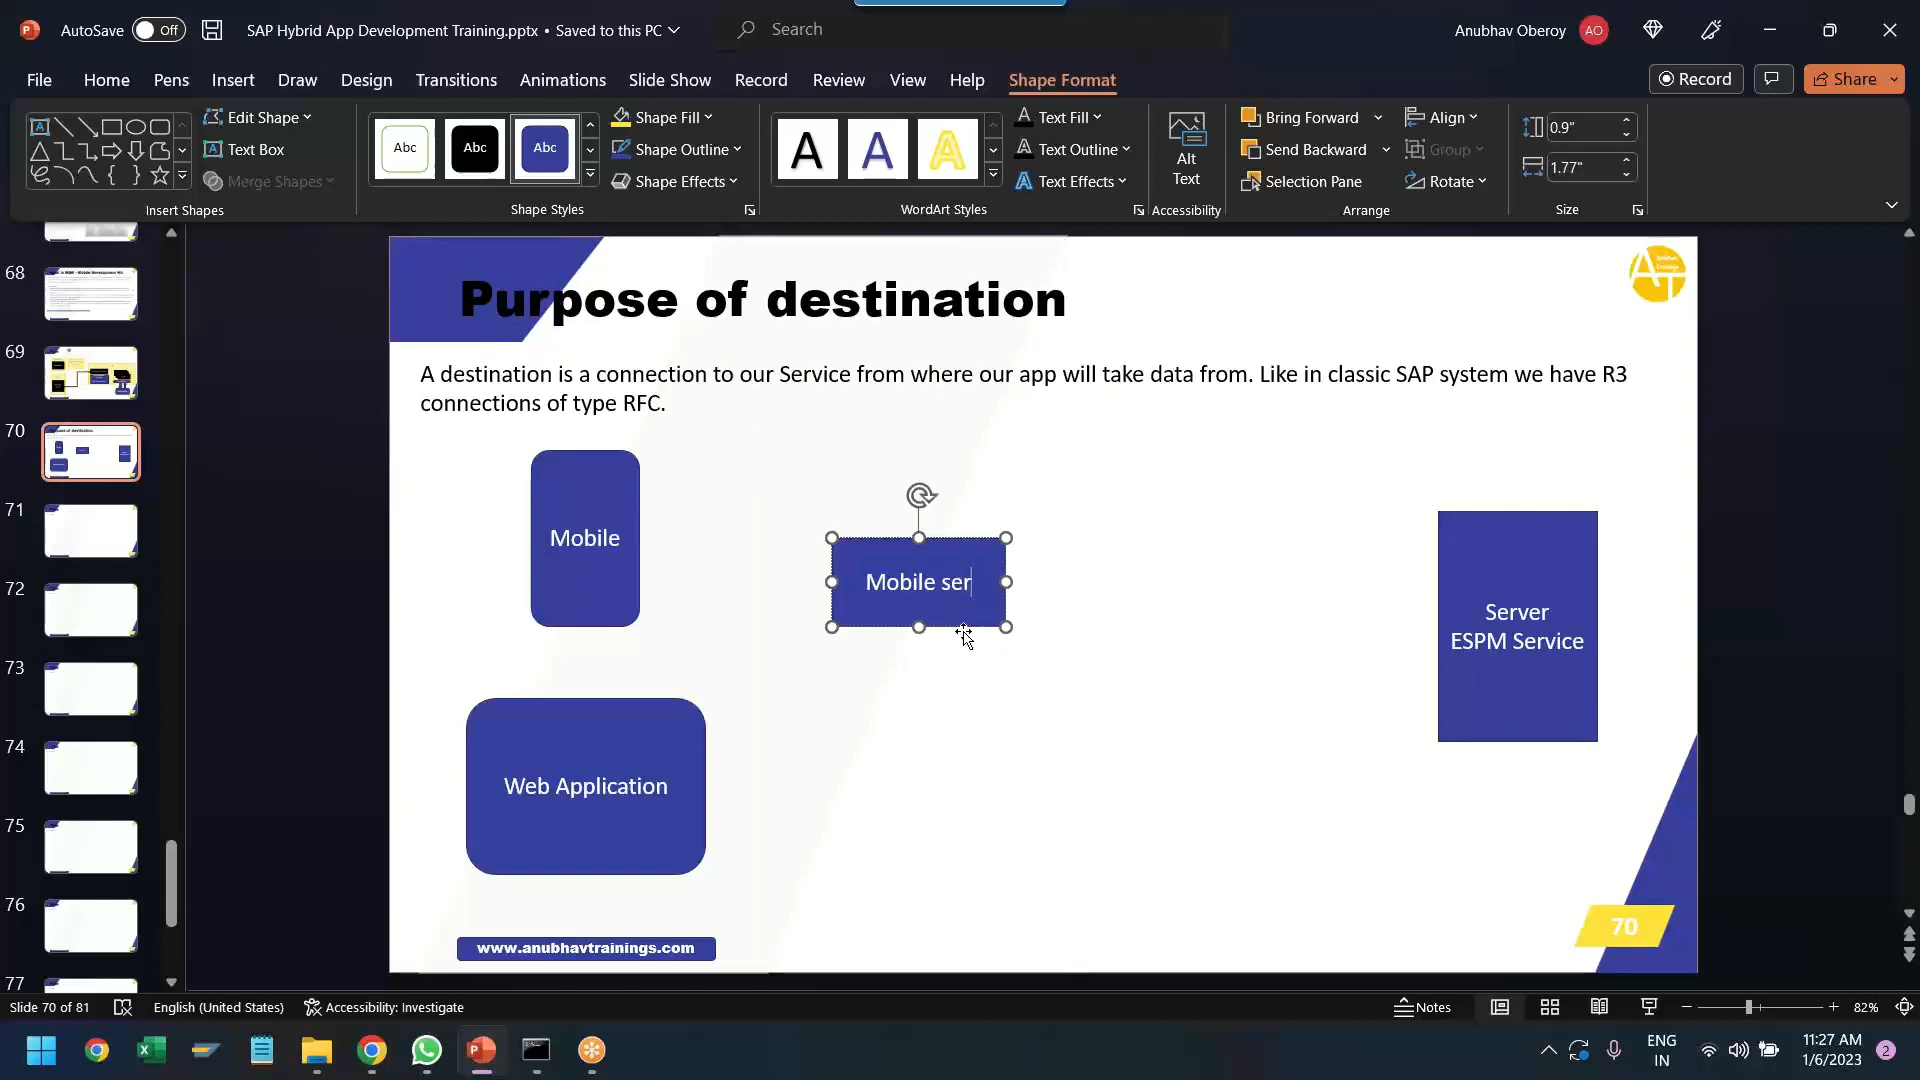 AutoSave Off SAP Hybrid App Development Training.pptx • Saved to this PC Search Anubhav Oberoy AO
File Home Pens Insert Draw Design Transitions Animations Slide Show Record Review View Help Shape Format Record Share
Edit Shape
Text Box
Merge Shapes
Insert Shapes
Abc Abc Abc
Shape Fill
Shape Outline
Shape Effects
Shape Styles
A A A
Text Fill
Text Outline
Text Effects
WordArt Styles
Alt
Text
Accessibility
Bring Forward
Send Backward
Selection Pane
Align
Group
Rotate
Arrange
0.9"
1.77"
Size
68
69
70
71
72
73
74
75
76
77
Purpose of destination
A destination is a connection to our Service from where our app will take data from. Like in classic SAP system we have R3
connections of type RFC.
Mobile
Mobile ser
Server
ESPM Service
Web Application
www.anubhavtrainings.com
70
Slide 70 of 81 English (United States) Accessibility: Investigate Notes 82%
ENG
IN
11:27 AM
1/6/2023
2